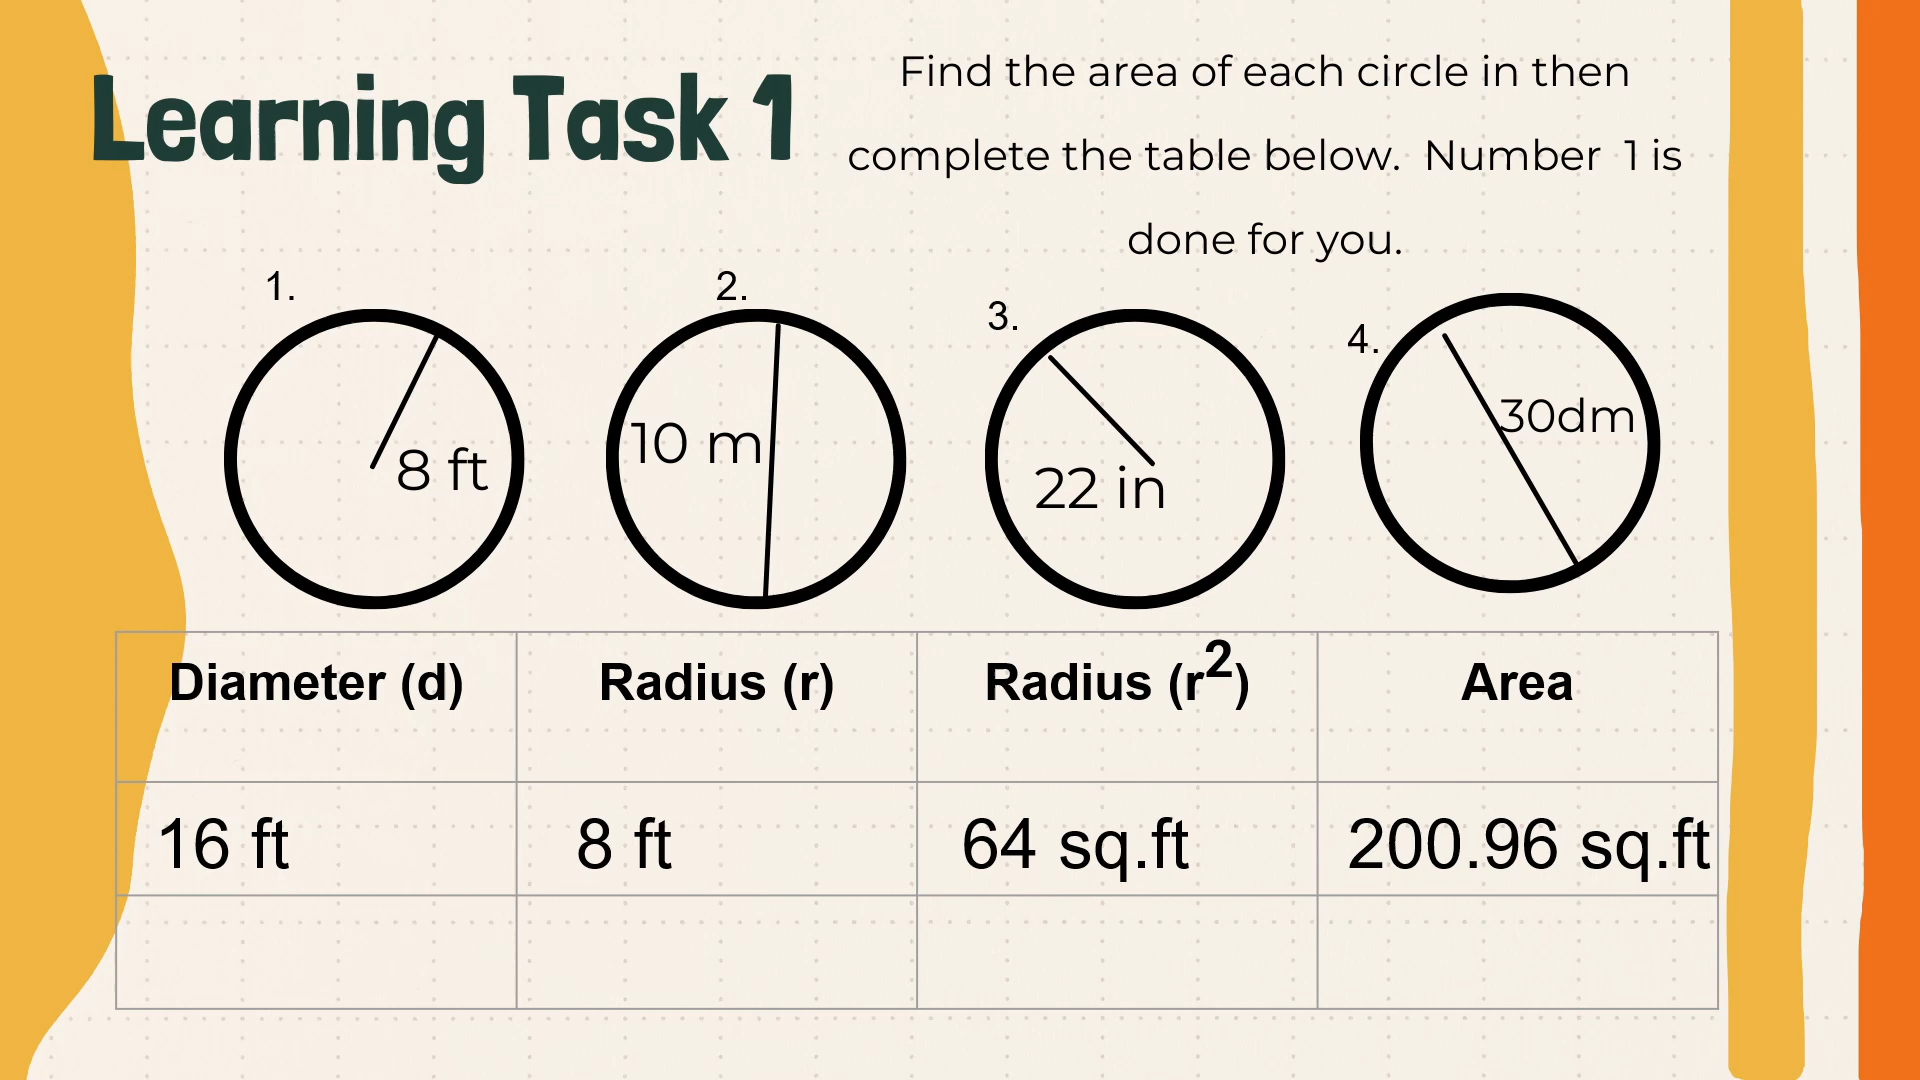 Learning Task 1
Find the area of each circle in then
complete the table below.  Number  1 is
done for you.
1.
2.
3.
4.
8 ft
10 m
22 in
30dm
Diameter (d) Radius (r) Radius (r²) Area
16 ft 8 ft 64 sq.ft 200.96 sq.ft